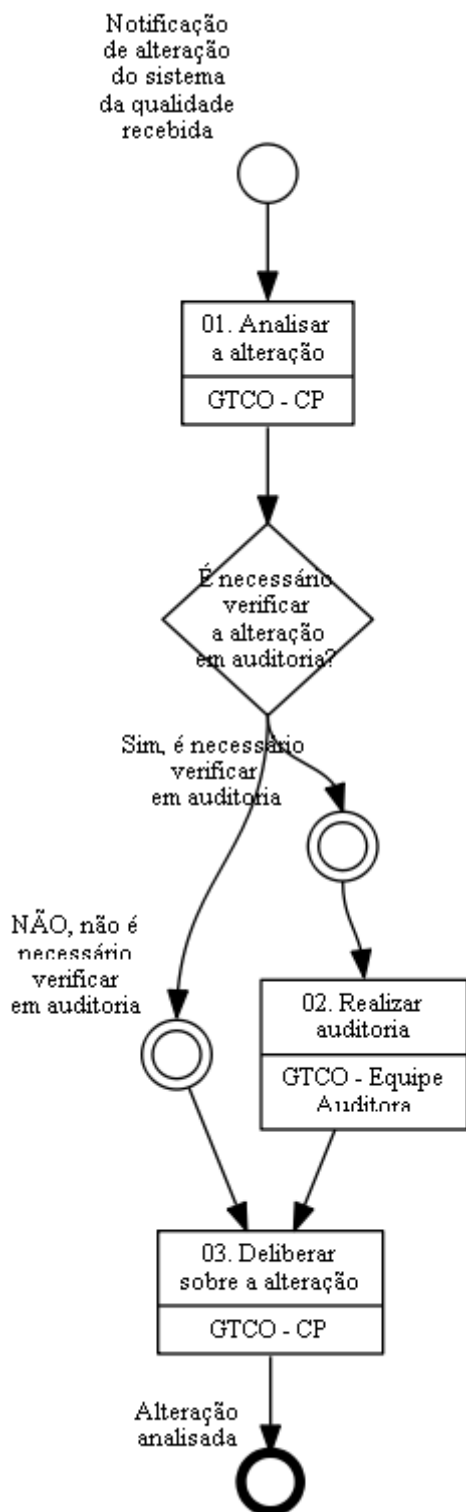 Notificação
de alteração
do sistema
da qualidade
recebida
01. Analisar
a alteração
GTCO - CP
É necessário
verificar
a alteração
em auditoria?
Sim, é necessário
verificar
em auditoria
NÃO, não é
necessário
verificar
em auditoria
02. Realizar
auditoria
GTCO - Equipe
Auditora
03. Deliberar
sobre a alteração
GTCO - CP
Alteração
analisada